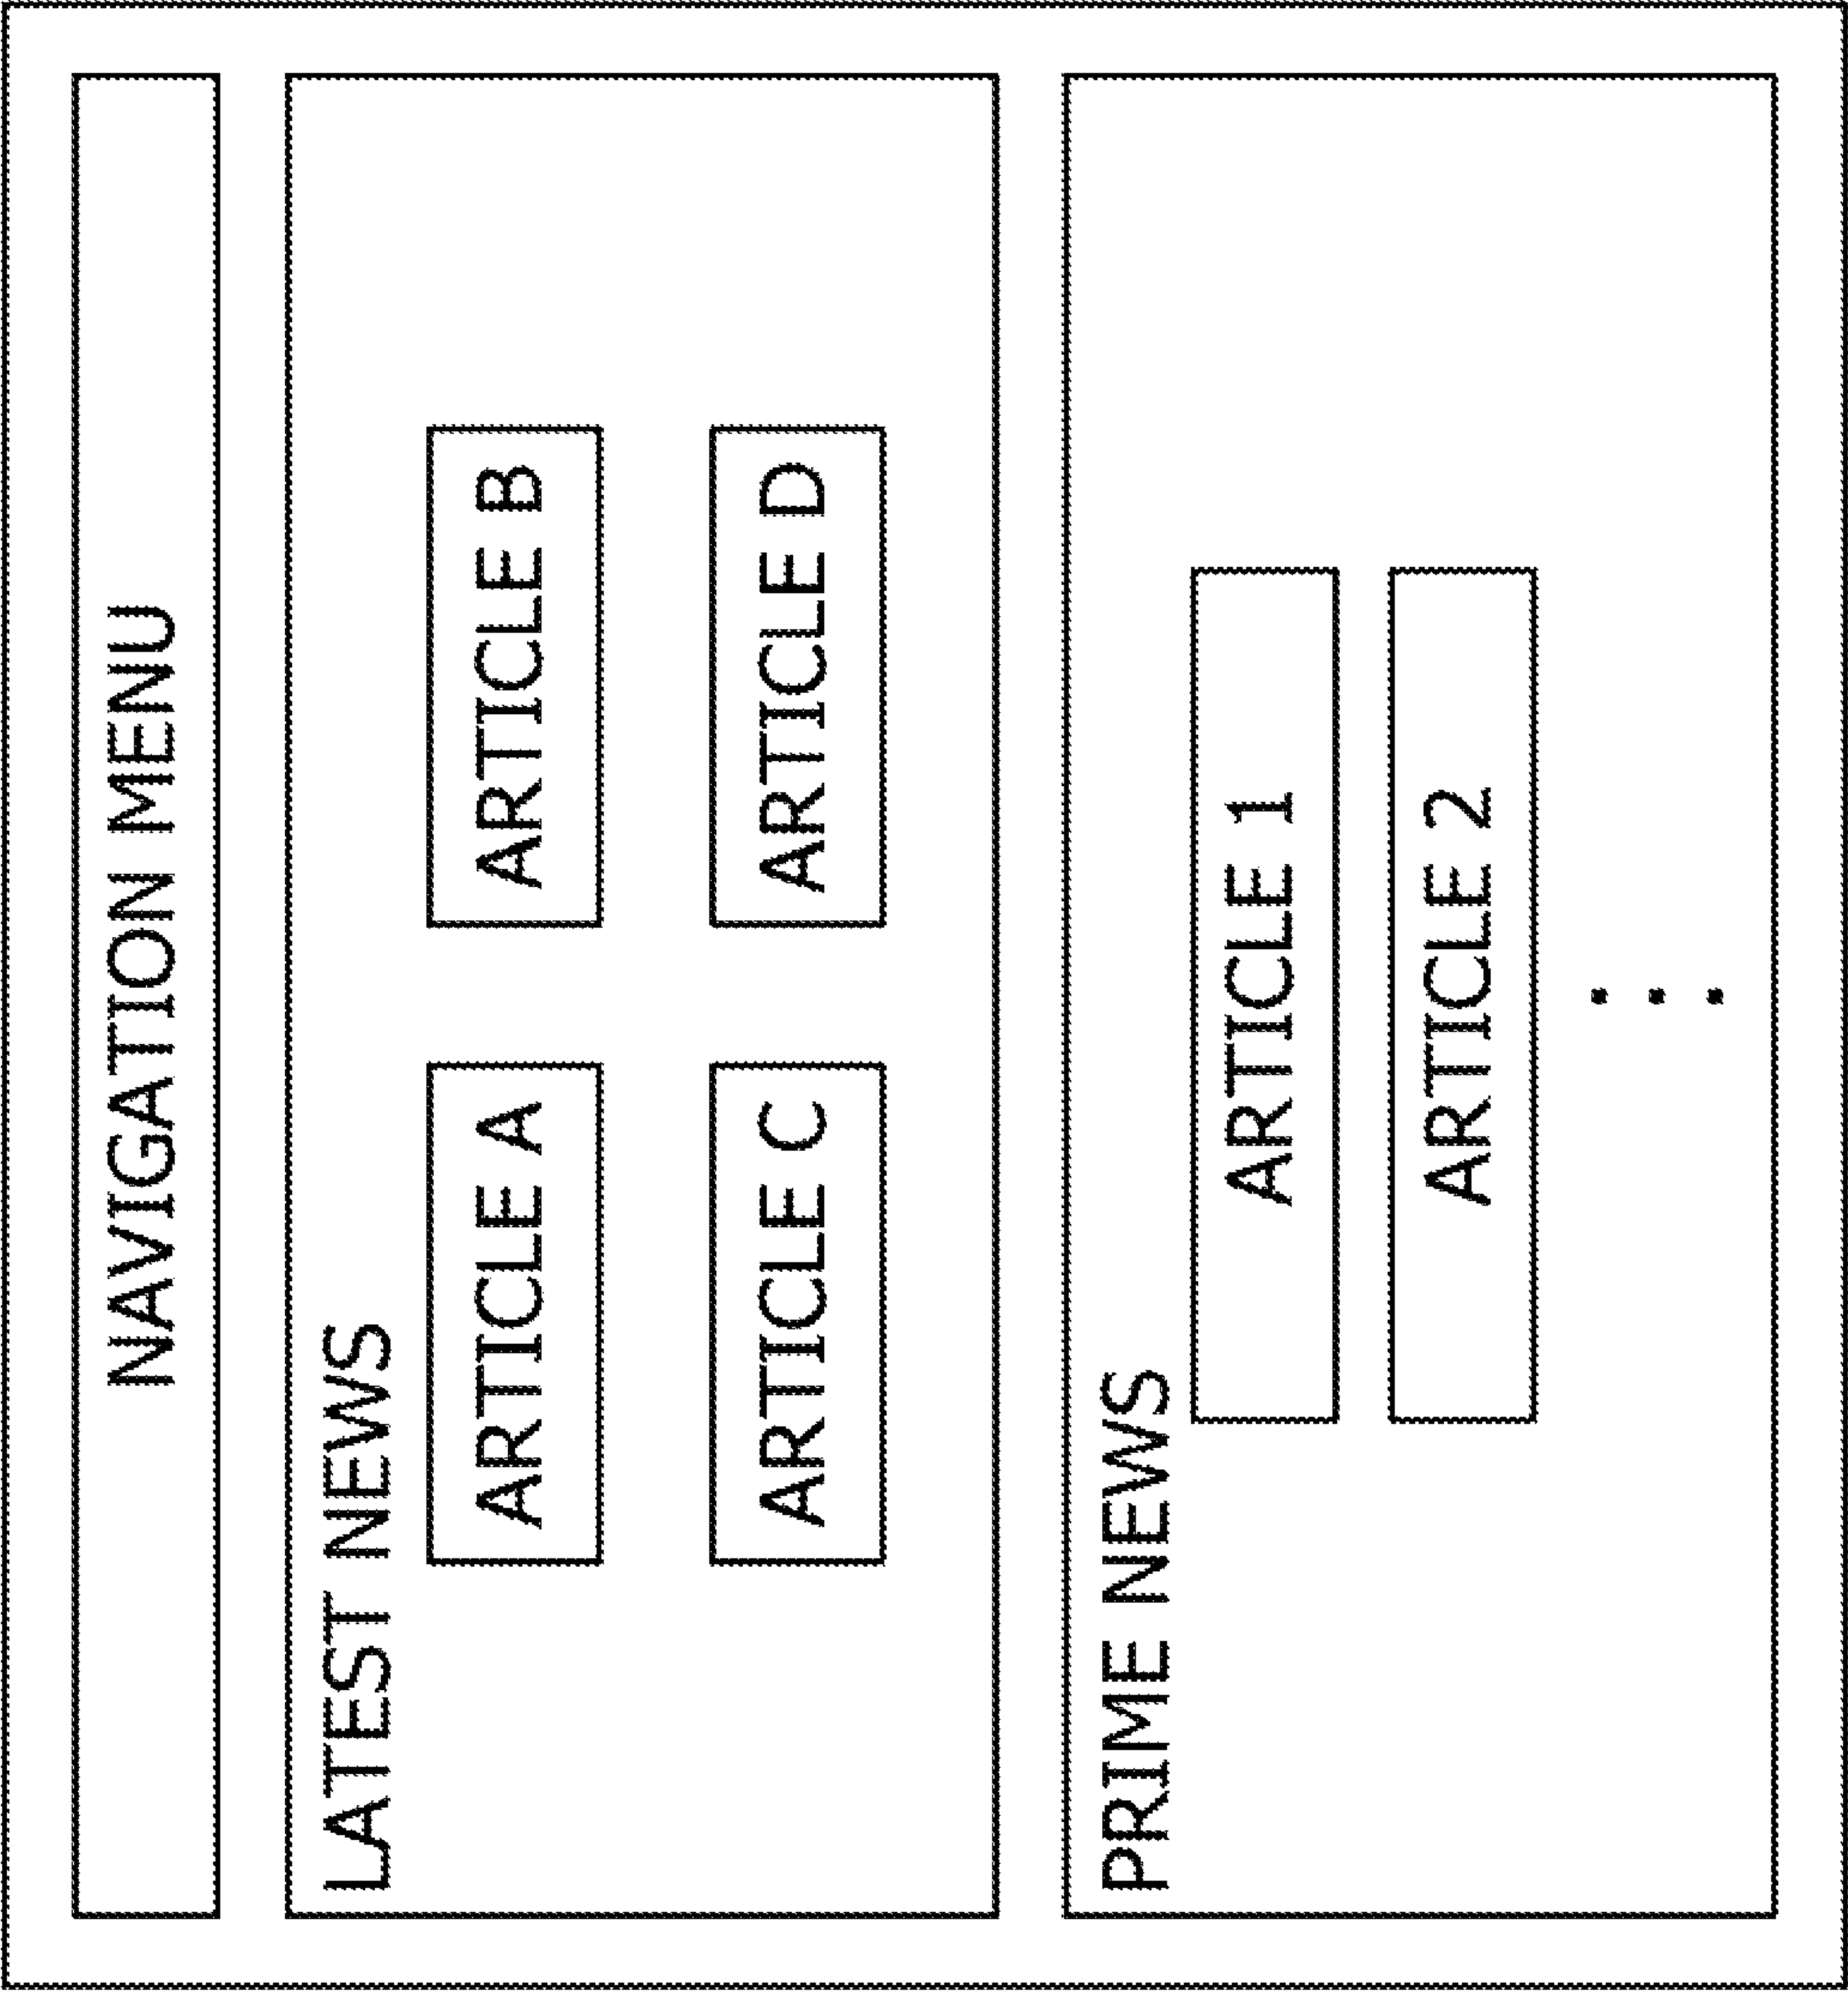 NAVIGATION MENU
LATEST NEWS
ARTICLE A
ARTICLE B
ARTICLE C
ARTICLE D
PRIME NEWS
ARTICLE 1
ARTICLE 2